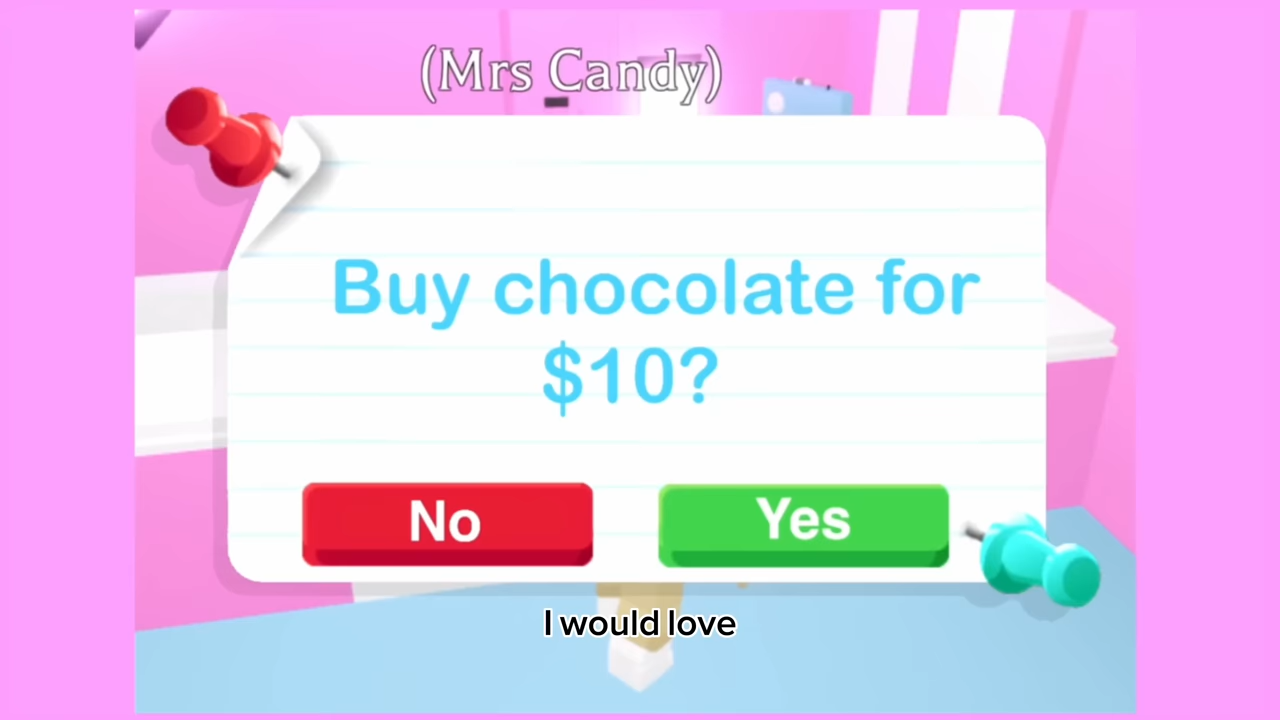 (Mrs Candy)
Buy chocolate for
$10?
No
Yes
I would love